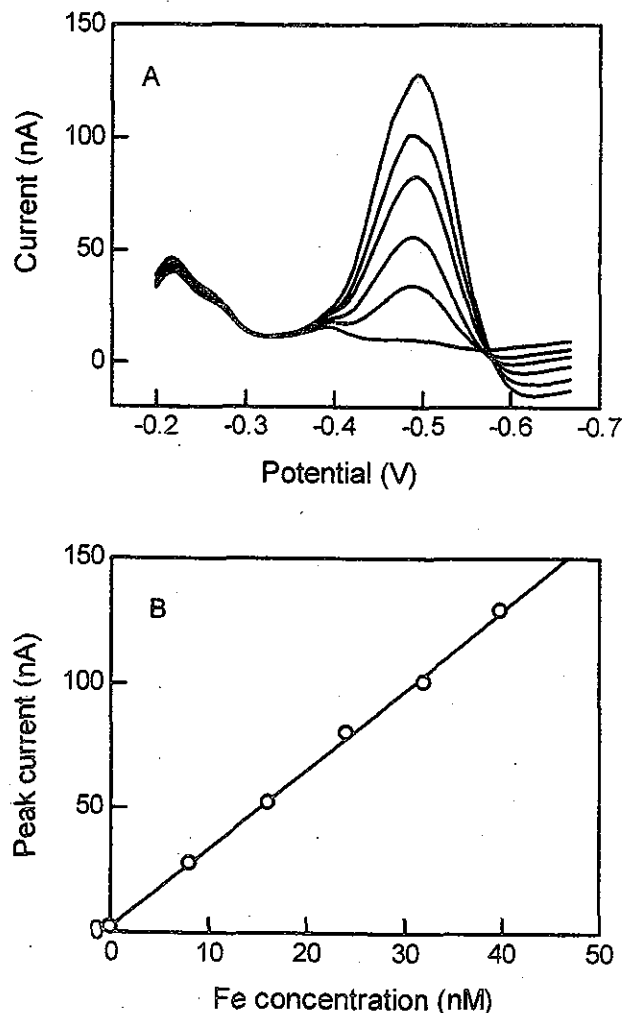 150
A
100
50
0
Current (nA)
-0.2 -0.3 -0.4 -0.5 -0.6 -0.7
Potential (V)
150
B
100
50
0
Peak current (nA)
0 10 20 30 40 50
Fe concentration (nM)